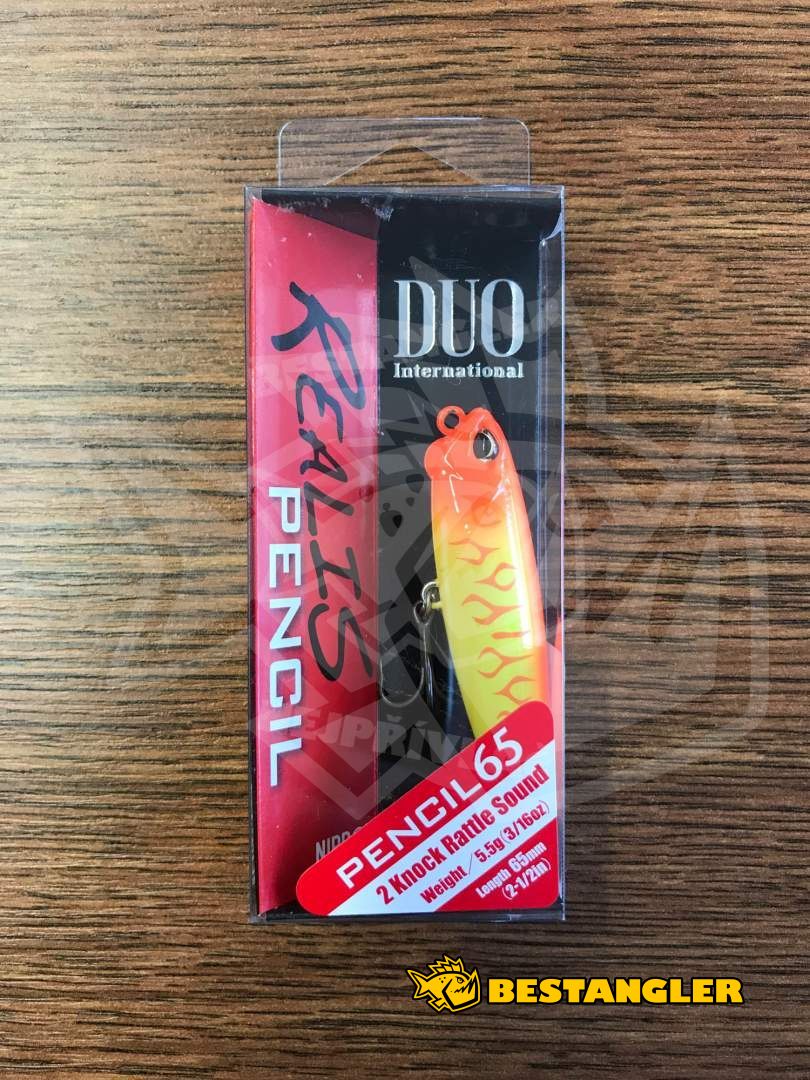 DUO
International
REALIS
PENCIL
PENCIL65
2 Knock Rattle Sound
Weight／5.5g(3/16oz)
Length 65mm
(2-1/2in)
BESTANGLER